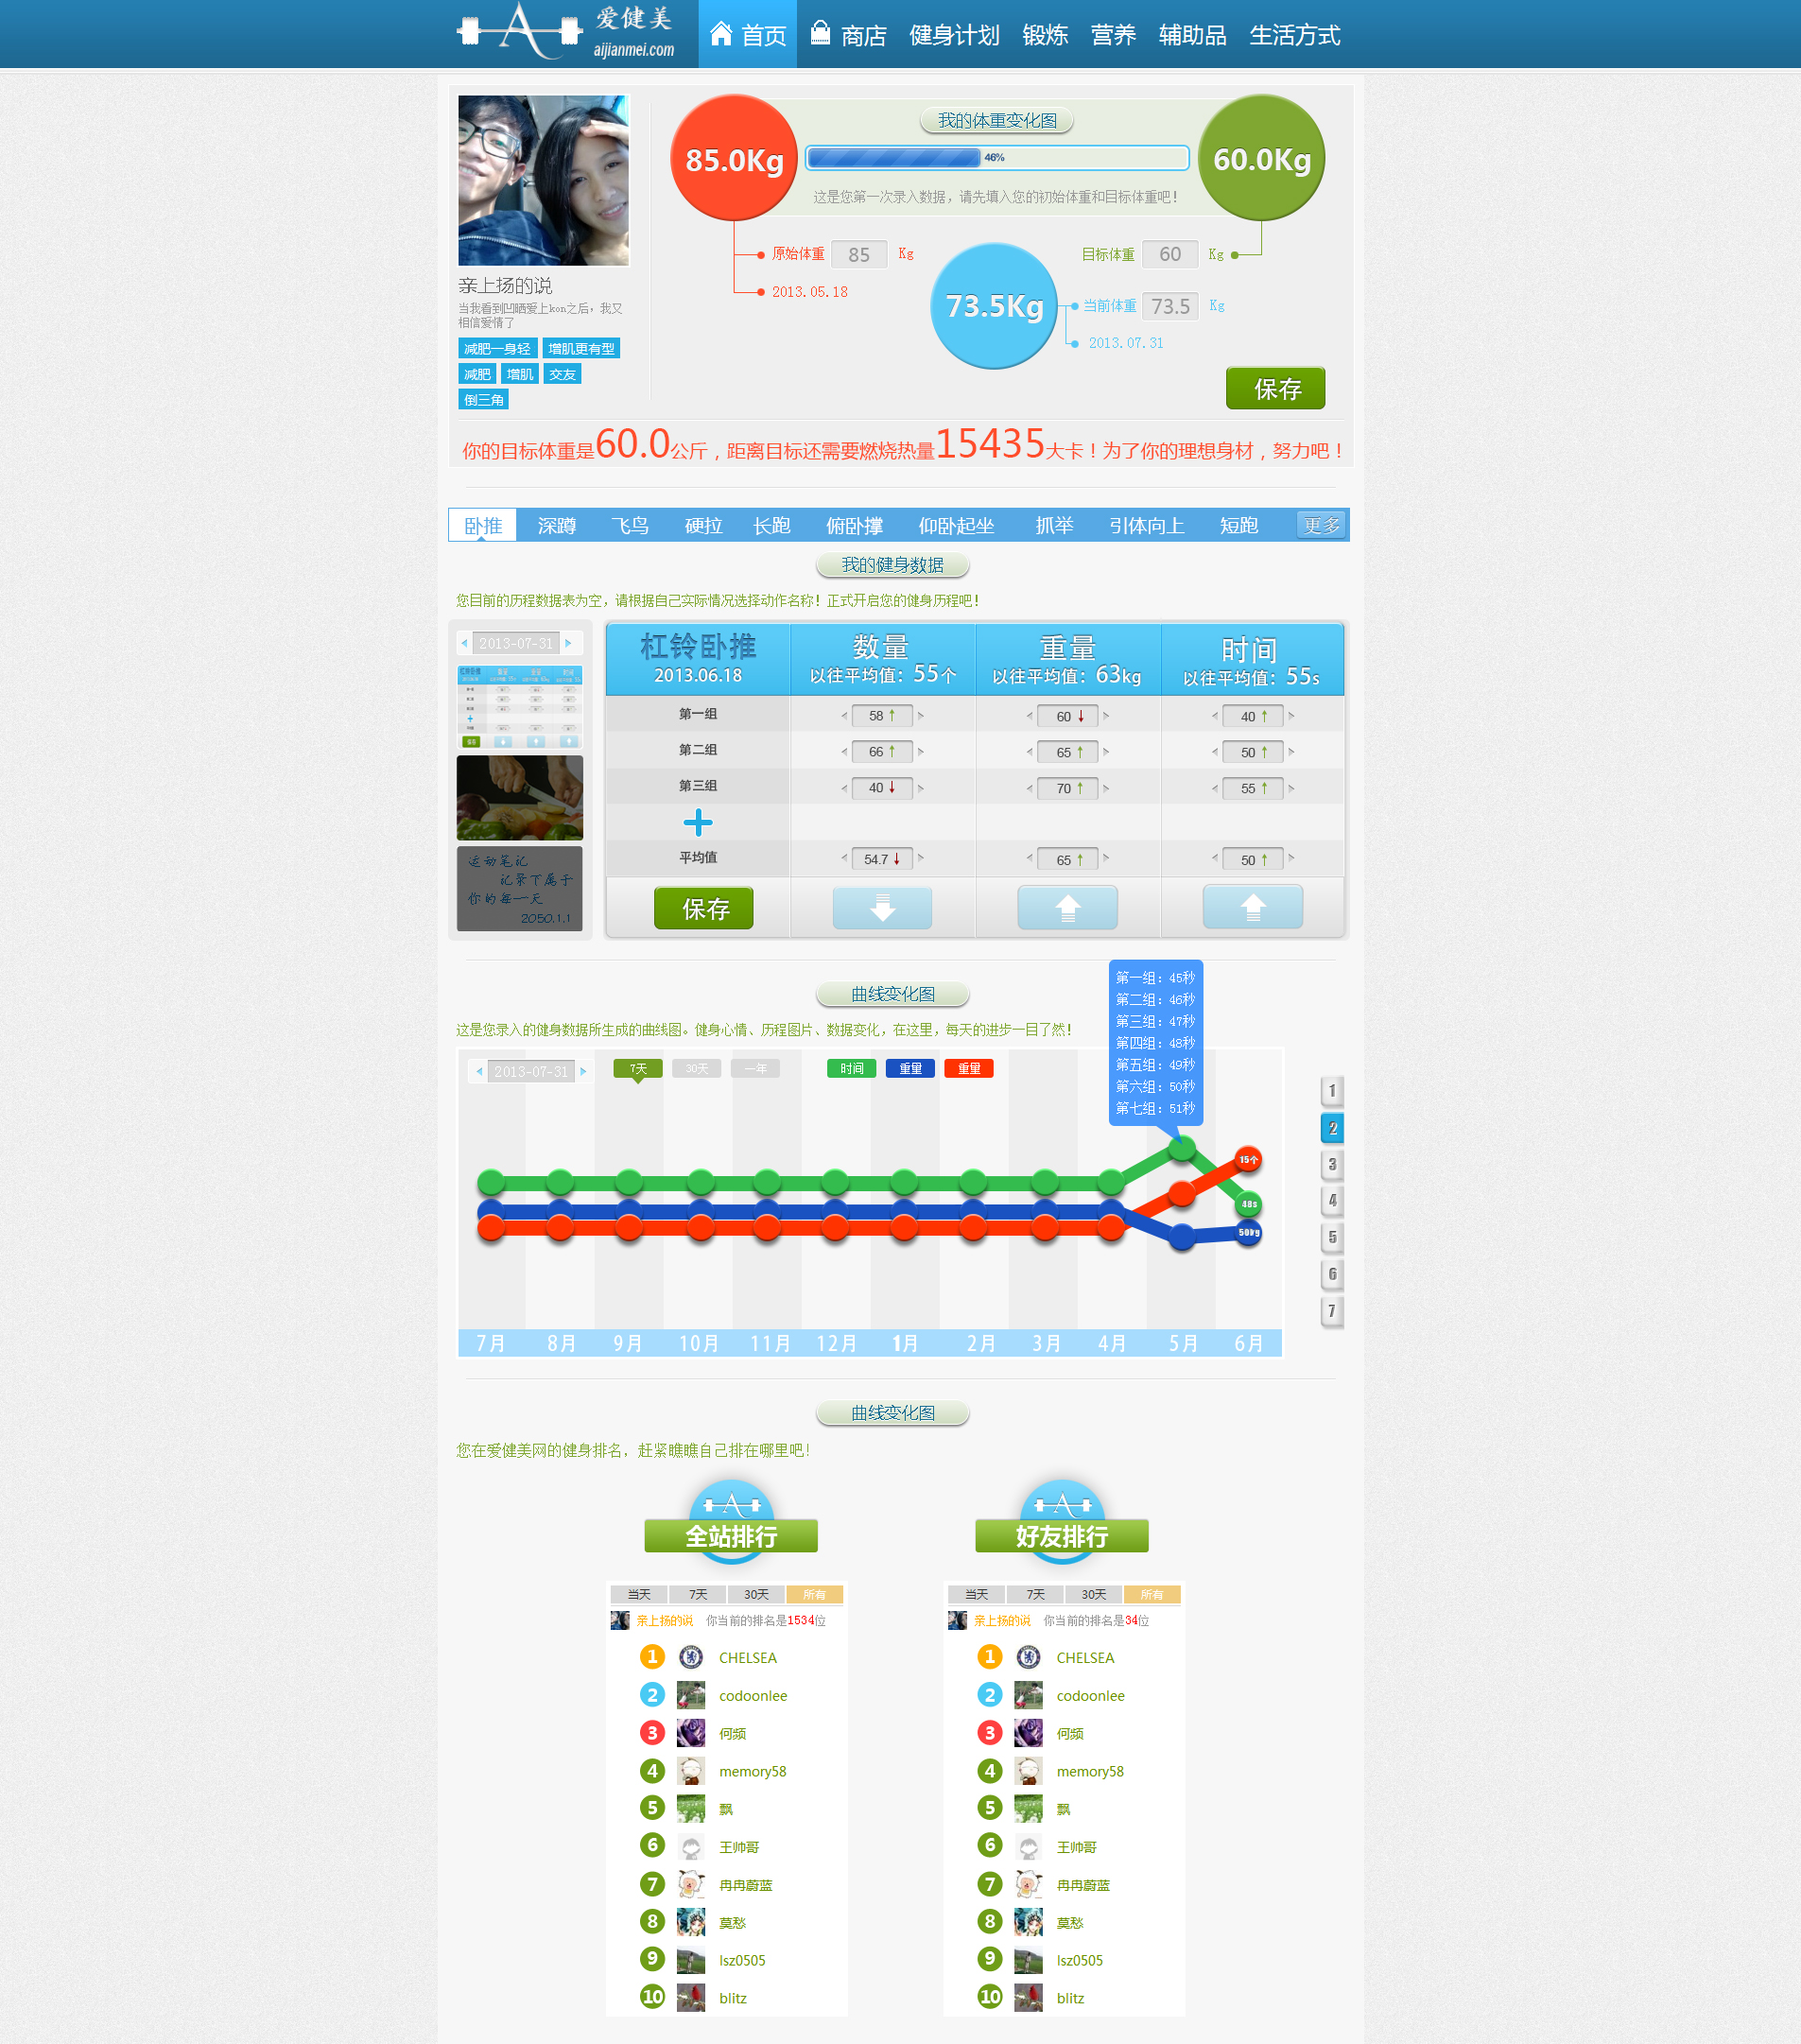 爱健美
aijianmei.com
首页 商店 健身计划 锻炼 营养 辅助品 生活方式
85.0Kg
我的体重变化图
60.0Kg
46%
这是您第一次录入数据，请先填入您的初始体重和目标体重吧！
原始体重 85 Kg
2013.05.18
73.5Kg
目标体重 60 Kg
当前体重 73.5 Kg
2013.07.31
保存
亲上扬的说
当我看到凹晒爱上kon之后，我又
相信爱情了
减肥一身轻 增肌更有型
减肥 增肌 交友
倒三角
你的目标体重是60.0公斤，距离目标还需要燃烧热量15435大卡！为了你的理想身材，努力吧！
卧推 深蹲 飞鸟 硬拉 长跑 俯卧撑 仰卧起坐 抓举 引体向上 短跑 更多
我的健身数据
您目前的历程数据表为空，请根据自己实际情况选择动作名称！正式开启您的健身历程吧！
2013-07-31
运动笔记
记录下属于
你的每一天
2050.1.1
杠铃卧推 数量 重量 时间
2013.06.18 以往平均值：55个 以往平均值：63kg 以往平均值：55s
第一组 58 ↑ 60 ↓ 40 ↑
第二组 66 ↑ 65 ↑ 50 ↑
第三组 40 ↓ 70 ↑ 55 ↑
平均值 54.7 ↓ 65 ↑ 50 ↑
保存
曲线变化图
这是您录入的健身数据所生成的曲线图。健身心情、历程图片、数据变化，在这里，每天的进步一目了然！
第一组：45秒
第二组：46秒
第三组：47秒
第四组：48秒
第五组：49秒
第六组：50秒
第七组：51秒
2013-07-31 7天 30天 一年 时间 重量 重量
15个
48s
50kg
1
2
3
4
5
6
7
7月 8月 9月 10月 11月 12月 1月 2月 3月 4月 5月 6月
曲线变化图
您在爱健美网的健身排名，赶紧瞧瞧自己排在哪里吧！
全站排行
当天 7天 30天 所有
亲上扬的说 你当前的排名是1534位
1 CHELSEA
2 codoonlee
3 何频
4 memory58
5 飘
6 王帅哥
7 冉冉蔚蓝
8 莫愁
9 lsz0505
10 blitz
好友排行
当天 7天 30天 所有
亲上扬的说 你当前的排名是34位
1 CHELSEA
2 codoonlee
3 何频
4 memory58
5 飘
6 王帅哥
7 冉冉蔚蓝
8 莫愁
9 lsz0505
10 blitz